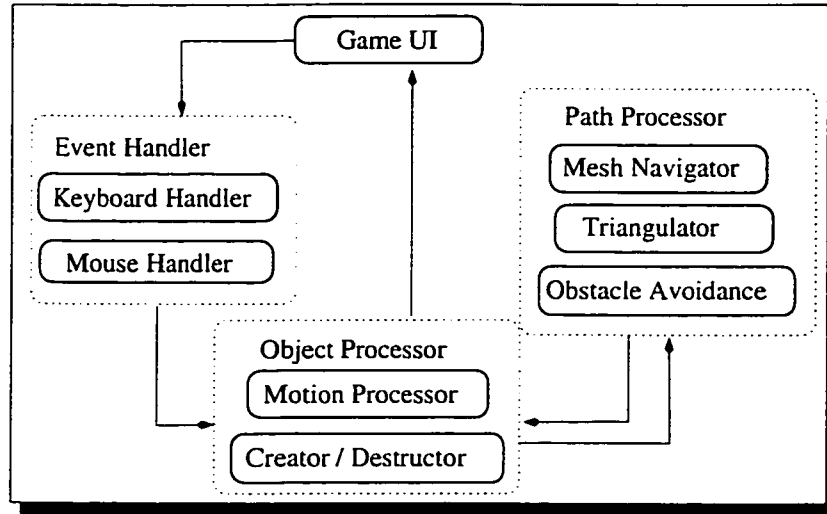 Game UI
Event Handler
Keyboard Handler
Mouse Handler
Path Processor
Mesh Navigator
Triangulator
Obstacle Avoidance
Object Processor
Motion Processor
Creator / Destructor